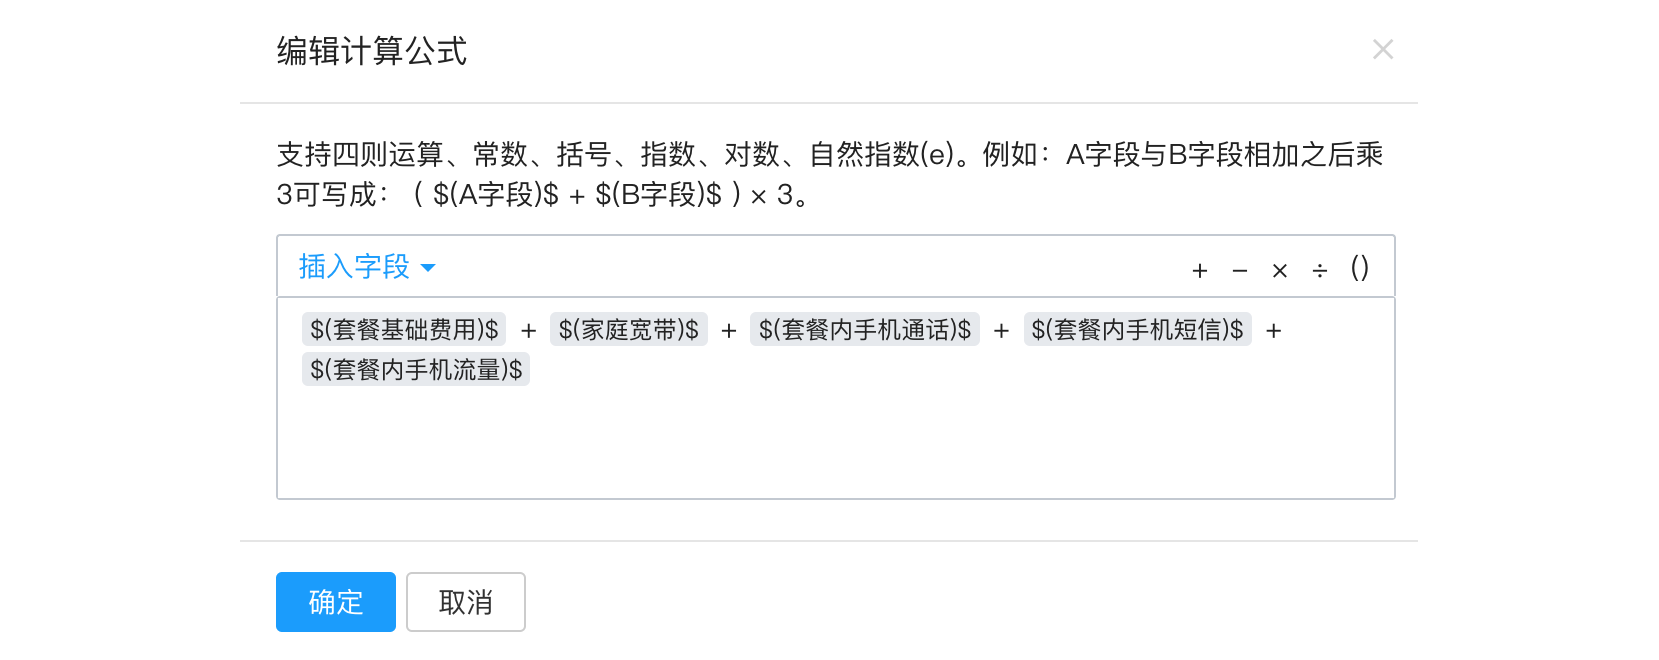 编辑计算公式
支持四则运算、常数、括号、指数、对数、自然指数(e)。例如：A字段与B字段相加之后乘
3可写成：（ $(A字段)$ + $(B字段)$ ) × 3。
插入字段 + − × ÷ ()
$(套餐基础费用)$ + $(家庭宽带)$ + $(套餐内手机通话)$ + $(套餐内手机短信)$ +
$(套餐内手机流量)$
确定 取消